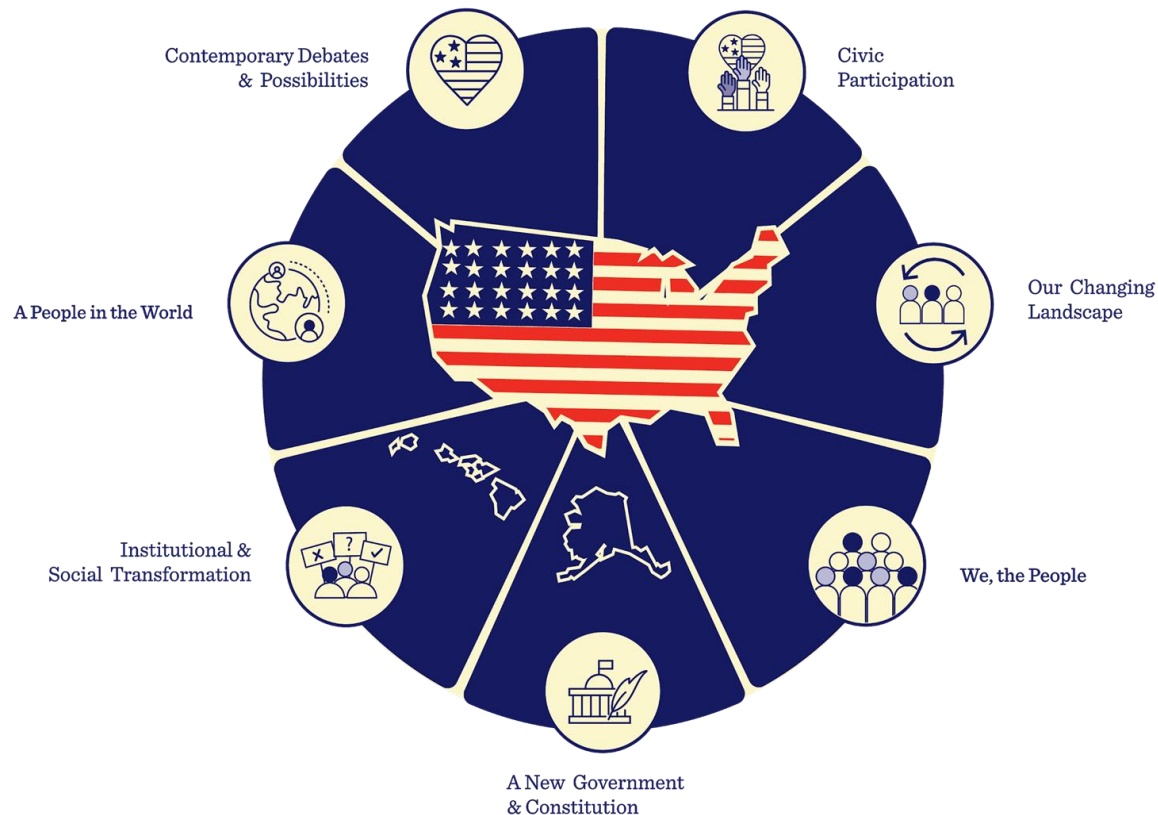 Contemporary Debates
& Possibilities
Civic
Participation
A People in the World
Our Changing
Landscape
?
Institutional &
Social Transformation
We, the People
A New Government
& Constitution